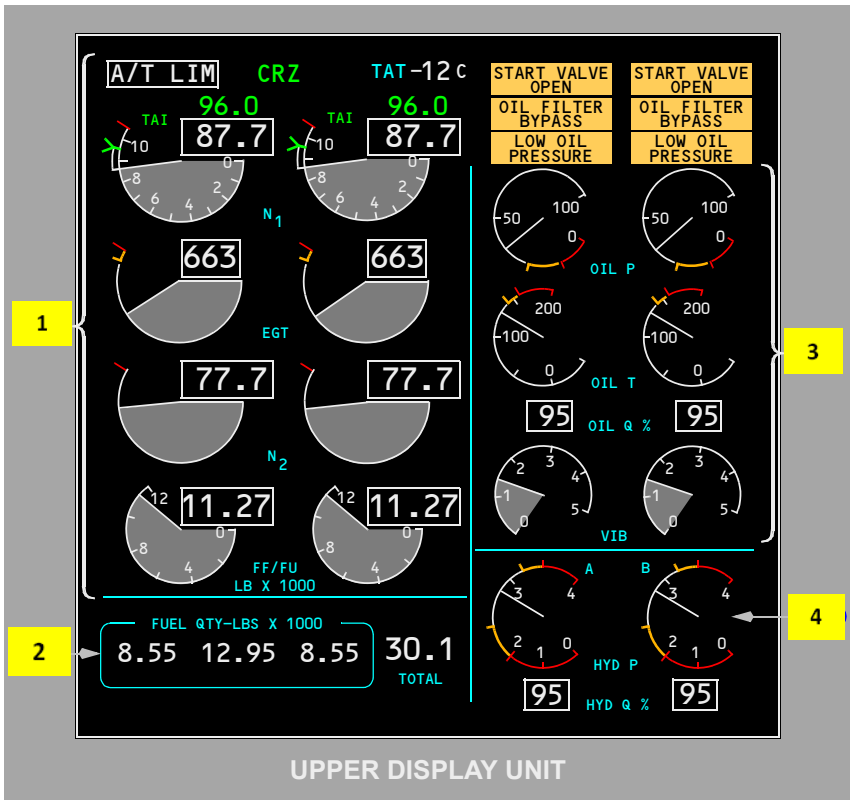 A/T LIM CRZ TAT-12 C
START VALVE OPEN
START VALVE OPEN
OIL FILTER BYPASS
OIL FILTER BYPASS
LOW OIL PRESSURE
LOW OIL PRESSURE
TAI 96.0 TAI 96.0
87.7 87.7
10 8 6 4 2 0
10 8 6 4 2 0
N1
663 663
EGT
77.7 77.7
N2
11.27 11.27
12 8 4 0
12 8 4 0
FF/FU
LB X 1000
FUEL QTY-LBS X 1000
8.55 12.95 8.55 30.1
TOTAL
100 50 0
100 50 0
OIL P
200 100 0
200 100 0
OIL T
95 OIL Q % 95
0 1 2 3 4 5
0 1 2 3 4 5
VIB
A B
4 3 2 1 0
4 3 2 1 0
HYD P
95 HYD Q % 95
1
2
3
4
UPPER DISPLAY UNIT